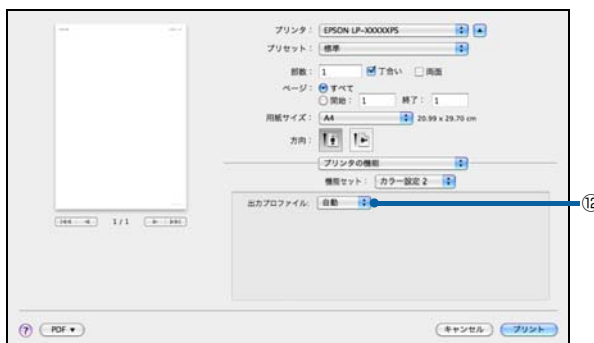 プリンタ： EPSON LP-XXXXXPS
プリセット： 標準
部数： 1 丁合い 両面
ページ： すべて
開始： 1 終了： 1
用紙サイズ： A4 20.99 x 29.70 cm
方向：
プリンタの機能
機能セット： カラー設定 2
出力プロファイル： 自動
⑫
1 / 1
? PDF ▼ キャンセル プリント